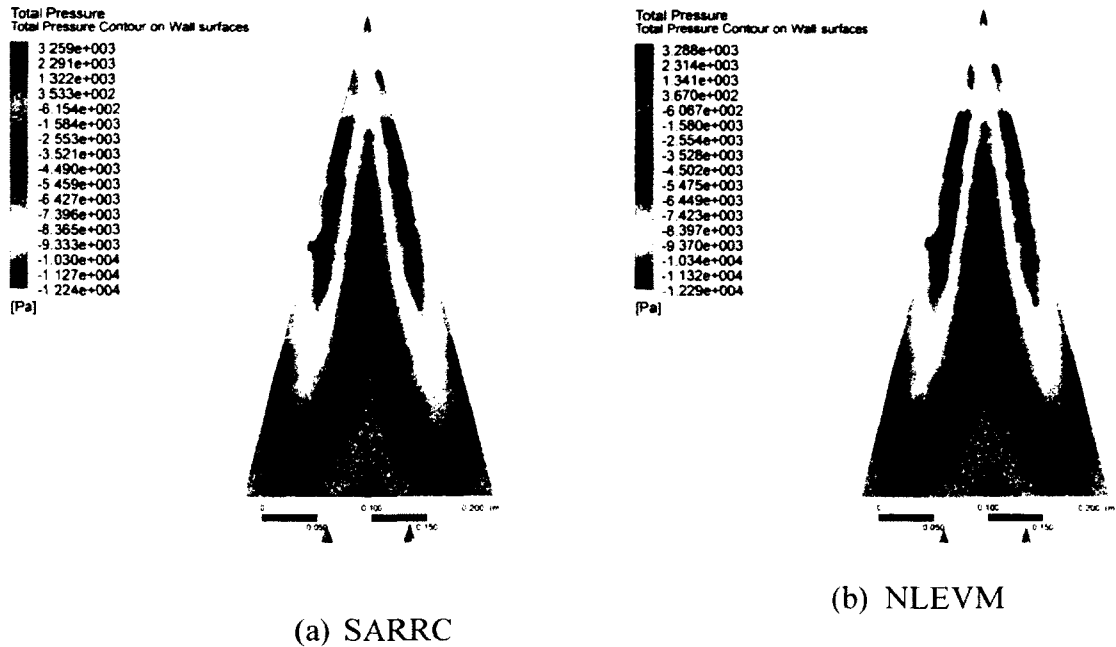 Total Pressure
Total Pressure Contour on Wall surfaces
3 259e+003
2 291e+003
1 322e+003
3 533e+002
-6 154e+002
-1 584e+003
-2 553e+003
-3.521e+003
-4.490e+003
-5 459e+003
-6 427e+003
-7 396e+003
-8 365e+003
-9 333e+003
-1 030e+004
-1 127e+004
-1 224e+004
[Pa]
0 0.100 0.200 (m
0.050 0.150
(a) SARRC
Total Pressure
Total Pressure Contour on Wall surfaces
3 288e+003
2 314e+003
1 341e+003
3 670e+002
-6 067e+002
-1 580e+003
-2 554e+003
-3 528e+003
-4 502e+003
-5 475e+003
-6 449e+003
-7 423e+003
-8 397e+003
-9 370e+003
-1 034e+004
-1 132e+004
-1.229e+004
[Pa]
0 0.100 0.200 (m
0.050 0.150
(b) NLEVM